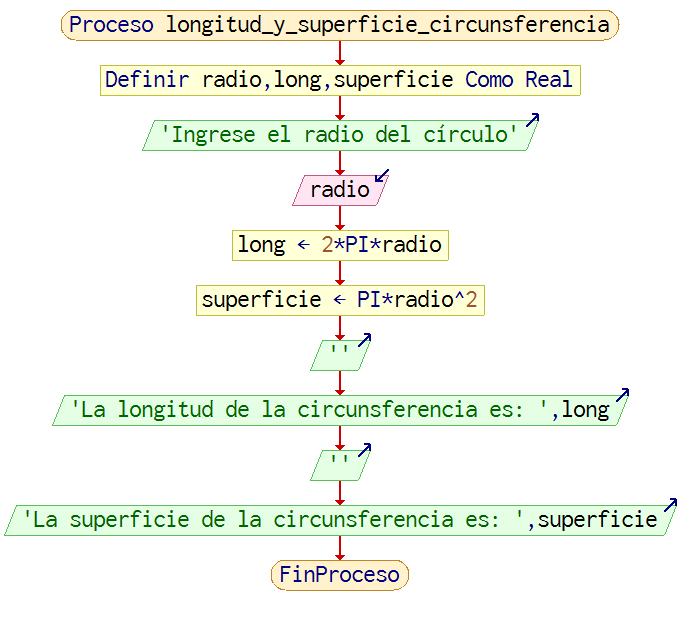 Proceso longitud_y_superficie_circunsferencia
Definir radio,long,superficie Como Real
'Ingrese el radio del círculo'
radio
long ← 2*PI*radio
superficie ← PI*radio^2
''
'La longitud de la circunsferencia es: ',long
''
'La superficie de la circunsferencia es: ',superficie
FinProceso